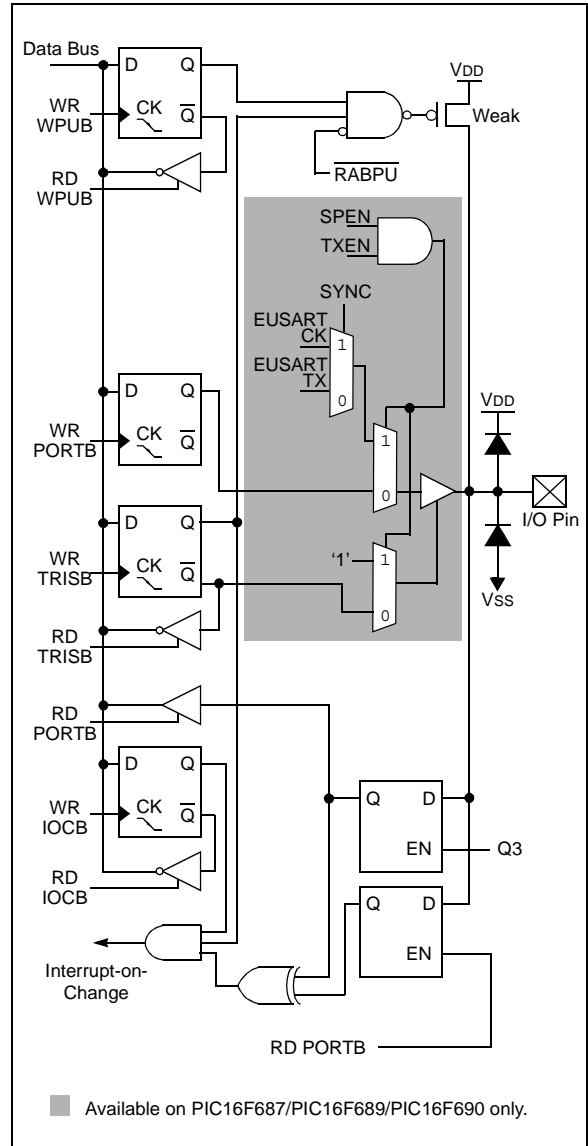 Data Bus
D Q
VDD
WR
WPUB
CK
Q
Weak
RD
WPUB
RABPU
SPEN
TXEN
SYNC
EUSART
CK
EUSART
TX
1
0
D Q
WR
PORTB
CK
Q
1
0
VDD
I/O Pin
D Q
WR
TRISB
CK
Q
'1'
1
0
VSS
RD
TRISB
RD
PORTB
D Q
WR
IOCB
CK
Q
Q D
EN
Q3
RD
IOCB
Q D
EN
Interrupt-on-
Change
RD PORTB
Available on PIC16F687/PIC16F689/PIC16F690 only.